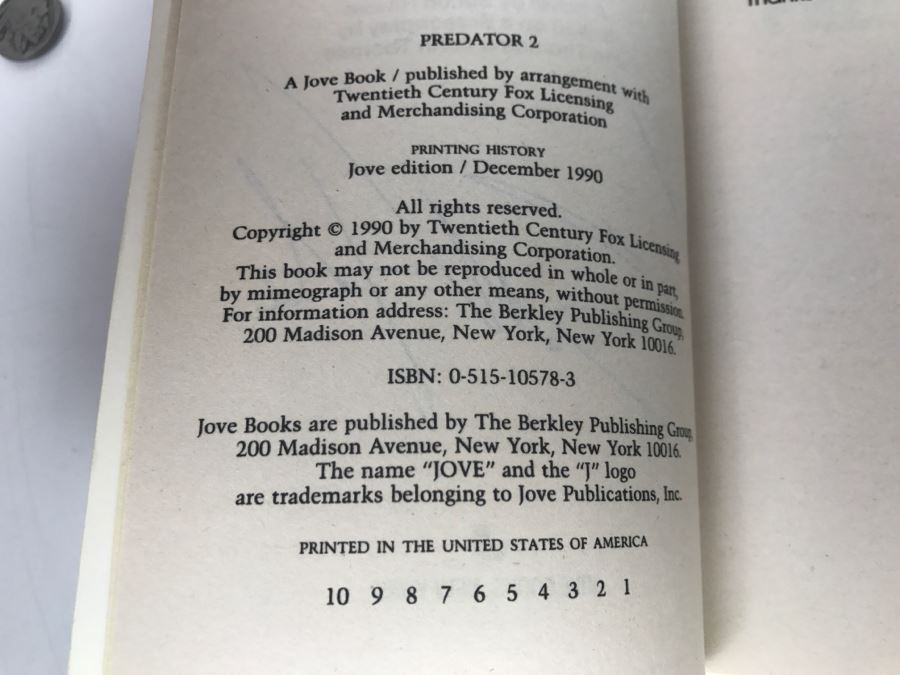 PREDATOR 2
A Jove Book / published by arrangement with
Twentieth Century Fox Licensing
and Merchandising Corporation
PRINTING HISTORY
Jove edition / December 1990
All rights reserved.
Copyright © 1990 by Twentieth Century Fox Licensing
and Merchandising Corporation.
This book may not be reproduced in whole or in part,
by mimeograph or any other means, without permission.
For information address: The Berkley Publishing Group,
200 Madison Avenue, New York, New York 10016.
ISBN: 0-515-10578-3
Jove Books are published by The Berkley Publishing Group,
200 Madison Avenue, New York, New York 10016.
The name “JOVE” and the “J” logo
are trademarks belonging to Jove Publications, Inc.
PRINTED IN THE UNITED STATES OF AMERICA
10 9 8 7 6 5 4 3 2 1